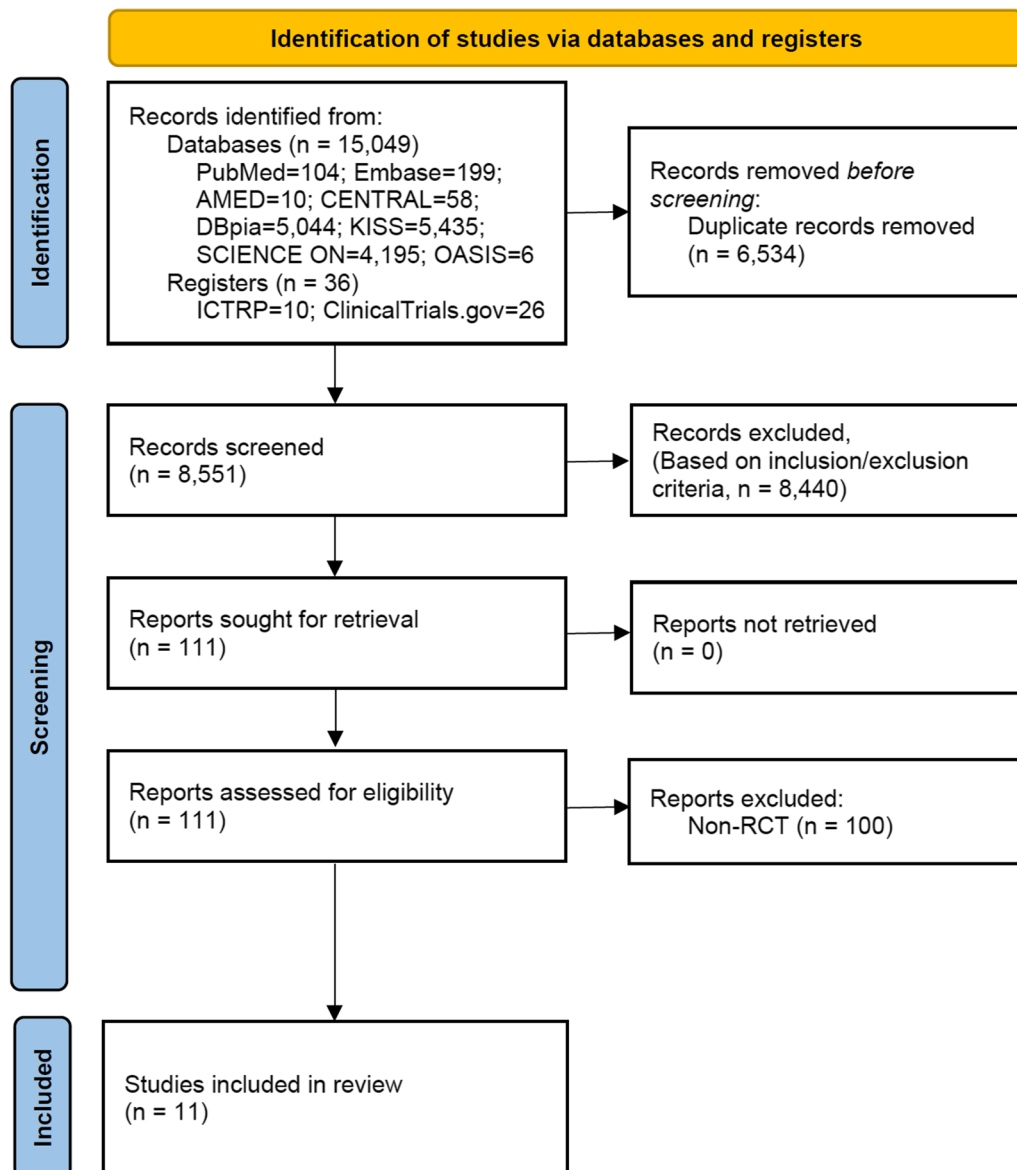 Identification of studies via databases and registers
Identification
Records identified from:
Databases (n = 15,049)
PubMed=104; Embase=199;
AMED=10; CENTRAL=58;
DBpia=5,044; KISS=5,435;
SCIENCE ON=4,195; OASIS=6
Registers (n = 36)
ICTRP=10; ClinicalTrials.gov=26
Records removed before
screening:
Duplicate records removed
(n = 6,534)
Screening
Records screened
(n = 8,551)
Records excluded,
(Based on inclusion/exclusion
criteria, n = 8,440)
Reports sought for retrieval
(n = 111)
Reports not retrieved
(n = 0)
Reports assessed for eligibility
(n = 111)
Reports excluded:
Non-RCT (n = 100)
Included
Studies included in review
(n = 11)